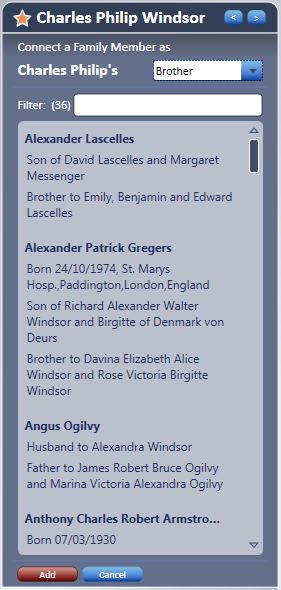 Charles Philip Windsor
Connect a Family Member as
Charles Philip's
Brother
Filter: (36)
Alexander Lascelles
Son of David Lascelles and Margaret
Messenger
Brother to Emily, Benjamin and Edward
Lascelles
Alexander Patrick Gregers
Born 24/10/1974, St. Marys
Hosp.,Paddington,London,England
Son of Richard Alexander Walter
Windsor and Birgitte of Denmark von
Deurs
Brother to Davina Elizabeth Alice
Windsor and Rose Victoria Birgitte
Windsor
Angus Ogilvy
Husband to Alexandra Windsor
Father to James Robert Bruce Ogilvy
and Marina Victoria Alexandra Ogilvy
Anthony Charles Robert Armstro...
Born 07/03/1930
Add
Cancel